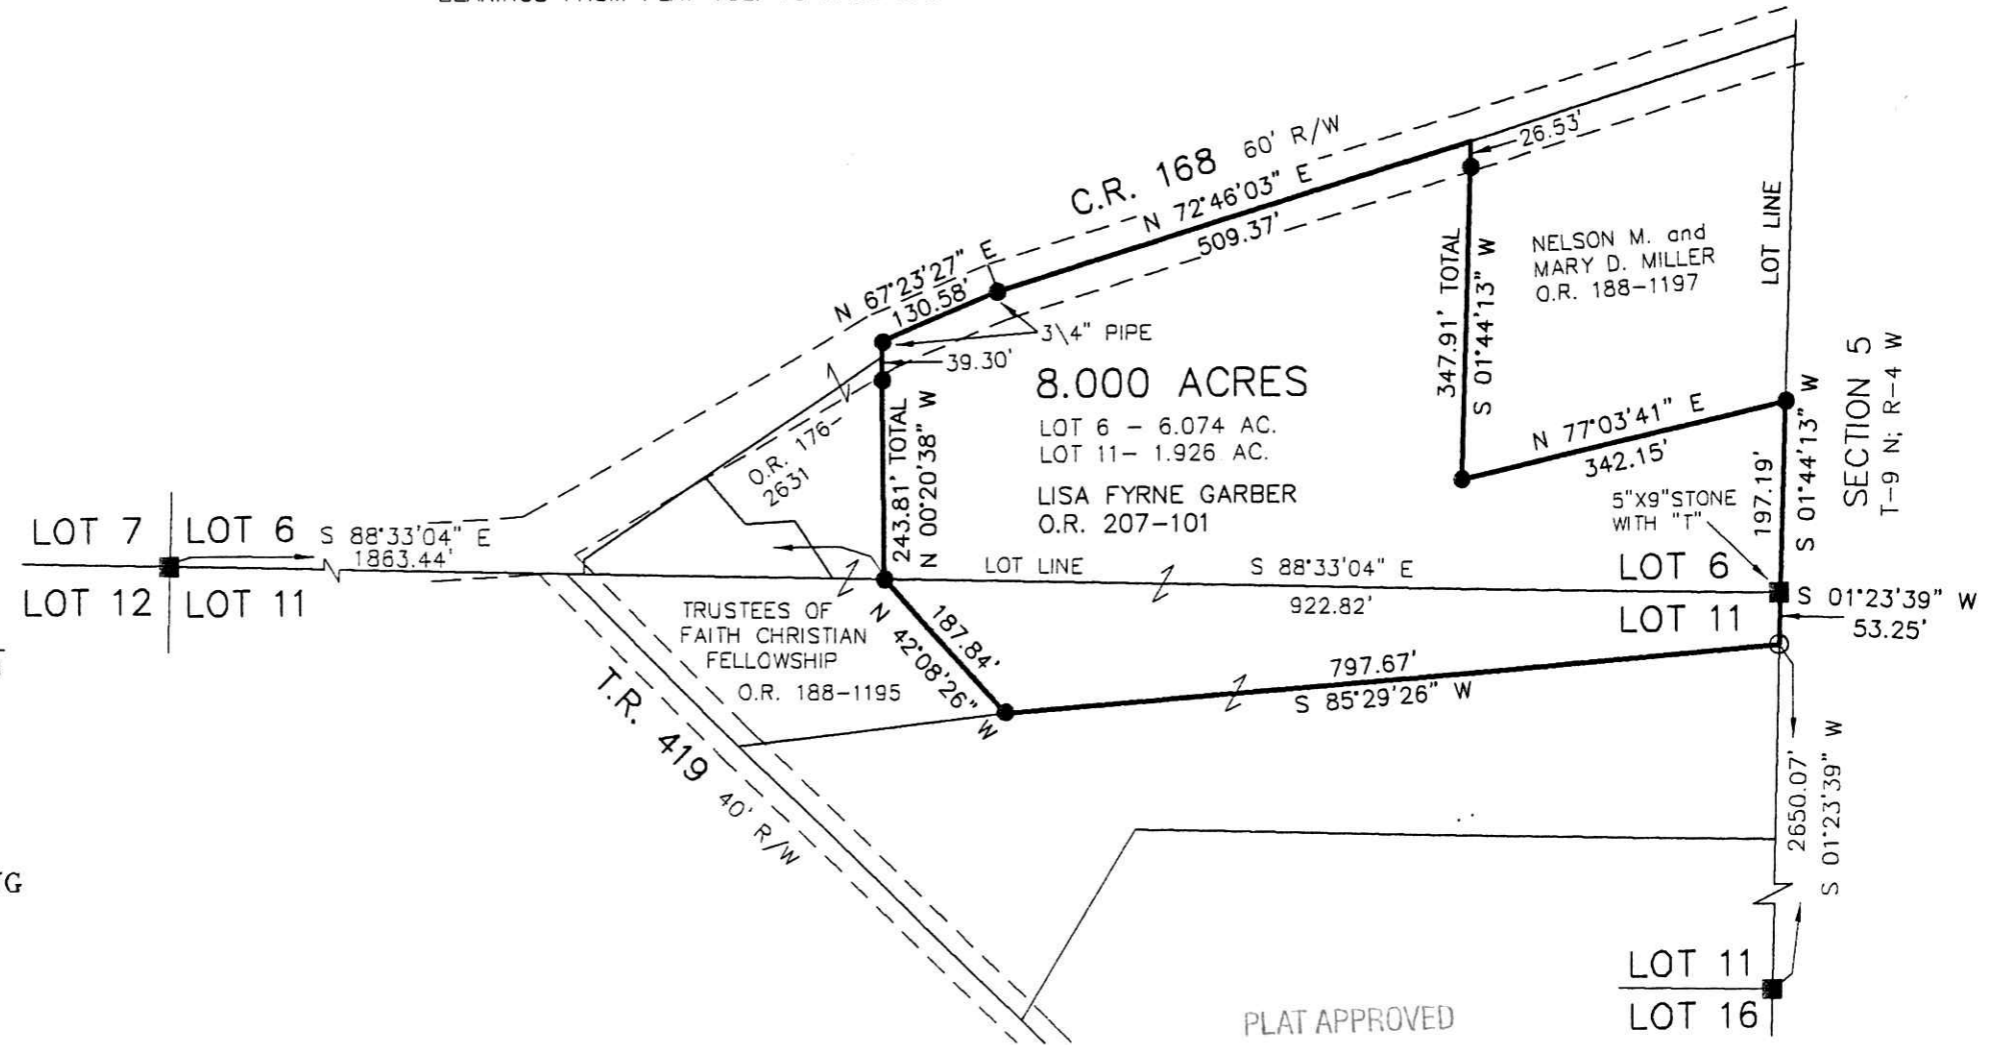 C.R. 168 60' R/W
N 72°46'03" E
509.37'
26.53'
N 67°23'27" E
130.58'
3\4" PIPE
39.30'
243.81' TOTAL
N 00°20'38" W
O.R. 176-
2631
8.000 ACRES
LOT 6 - 6.074 AC.
LOT 11- 1.926 AC.
LISA FYRNE GARBER
O.R. 207-101
347.91' TOTAL
S 01°44'13" W
NELSON M. and
MARY D. MILLER
O.R. 188-1197
LOT LINE
N 77°03'41" E
342.15'
197.19'
S 01°44'13" W
SECTION 5
T-9 N; R-4 W
5"X9" STONE
WITH "T"
LOT 7
LOT 6
S 88°33'04" E
1863.44'
LOT 12
LOT 11
LOT LINE
S 88°33'04" E
922.82'
LOT 6
LOT 11
S 01°23'39" W
53.25'
TRUSTEES OF
FAITH CHRISTIAN
FELLOWSHIP
O.R. 188-1195
187.84'
N 42°08'26" W
797.67'
S 85°29'26" W
T.R. 419 40' R/W
2650.07'
S 01°23'39" W
LOT 11
LOT 16
PLAT APPROVED